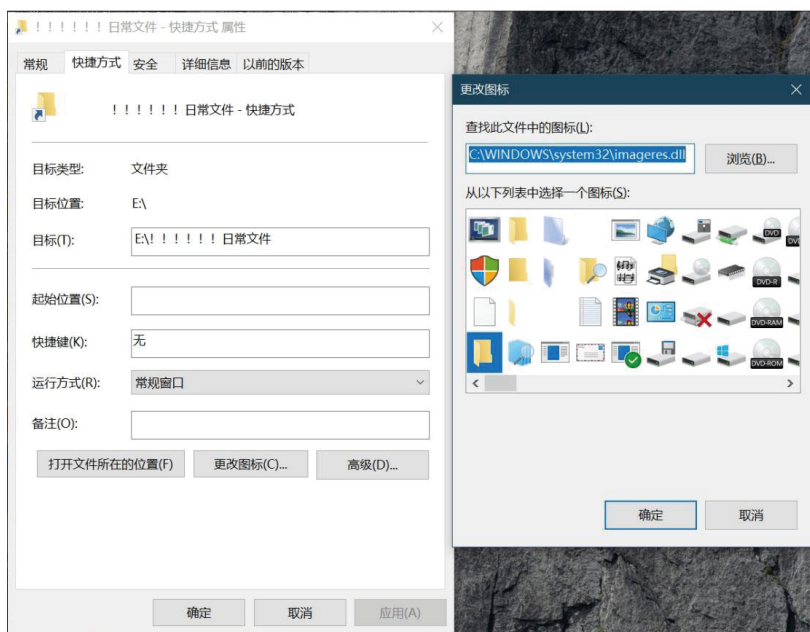 ！！！！！！日常文件 - 快捷方式 属性
常规 快捷方式 安全 详细信息 以前的版本
！！！！！！日常文件 - 快捷方式
目标类型: 文件夹
目标位置: E:\
目标(T): E:\！！！！！！日常文件
起始位置(S):
快捷键(K): 无
运行方式(R): 常规窗口
备注(O):
打开文件所在的位置(F) 更改图标(C)... 高级(D)...
确定 取消 应用(A)
更改图标
查找此文件中的图标(L):
C:\WINDOWS\system32\imageres.dll 浏览(B)...
从以下列表中选择一个图标(S):
DVD
DVD-R
DVD-RAM
DVD-ROM
确定 取消